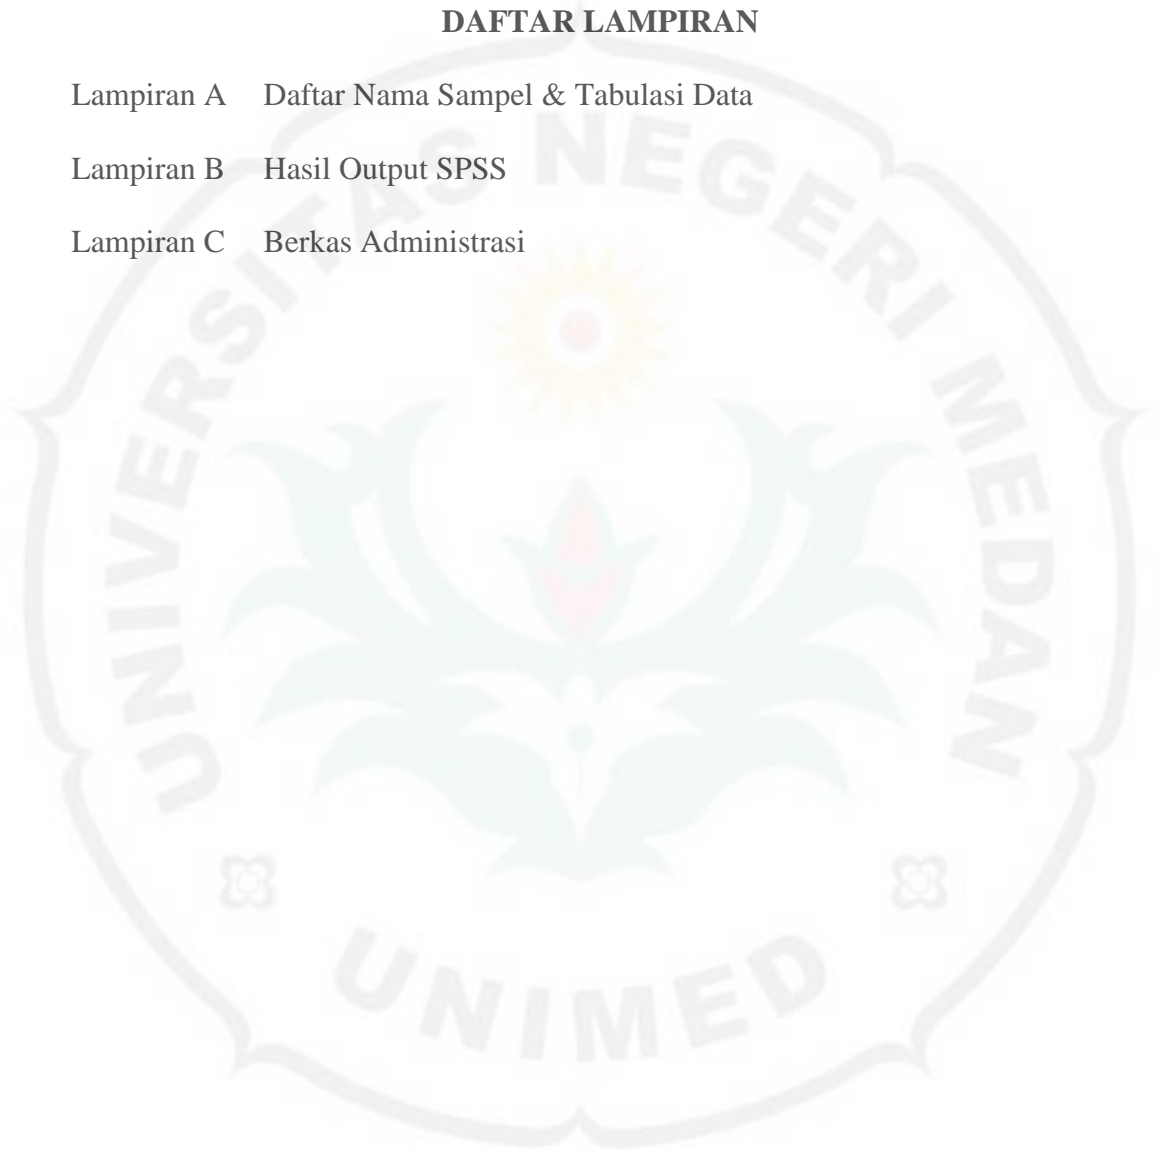 DAFTAR LAMPIRAN
Lampiran A Daftar Nama Sampel & Tabulasi Data
Lampiran B Hasil Output SPSS
Lampiran C Berkas Administrasi
UNIVERSITAS NEGERI MEDAN
UNIMED